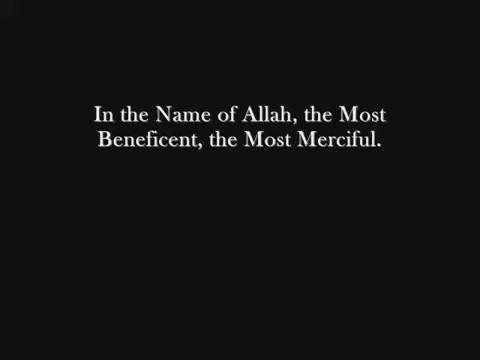 In the Name of Allah, the Most
Beneficent, the Most Merciful.